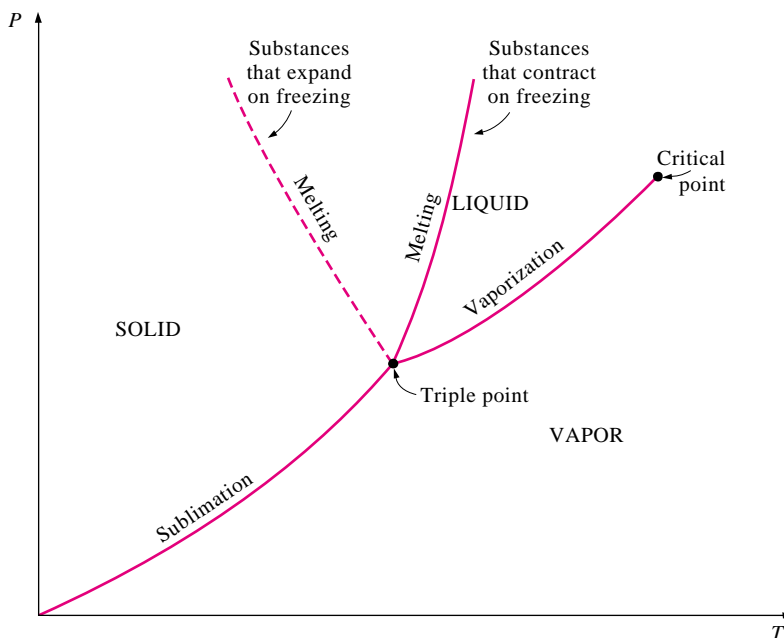 P
Substances
that expand
on freezing
Substances
that contract
on freezing
Critical
point
Melting
Melting
LIQUID
Vaporization
SOLID
Triple point
VAPOR
Sublimation
T